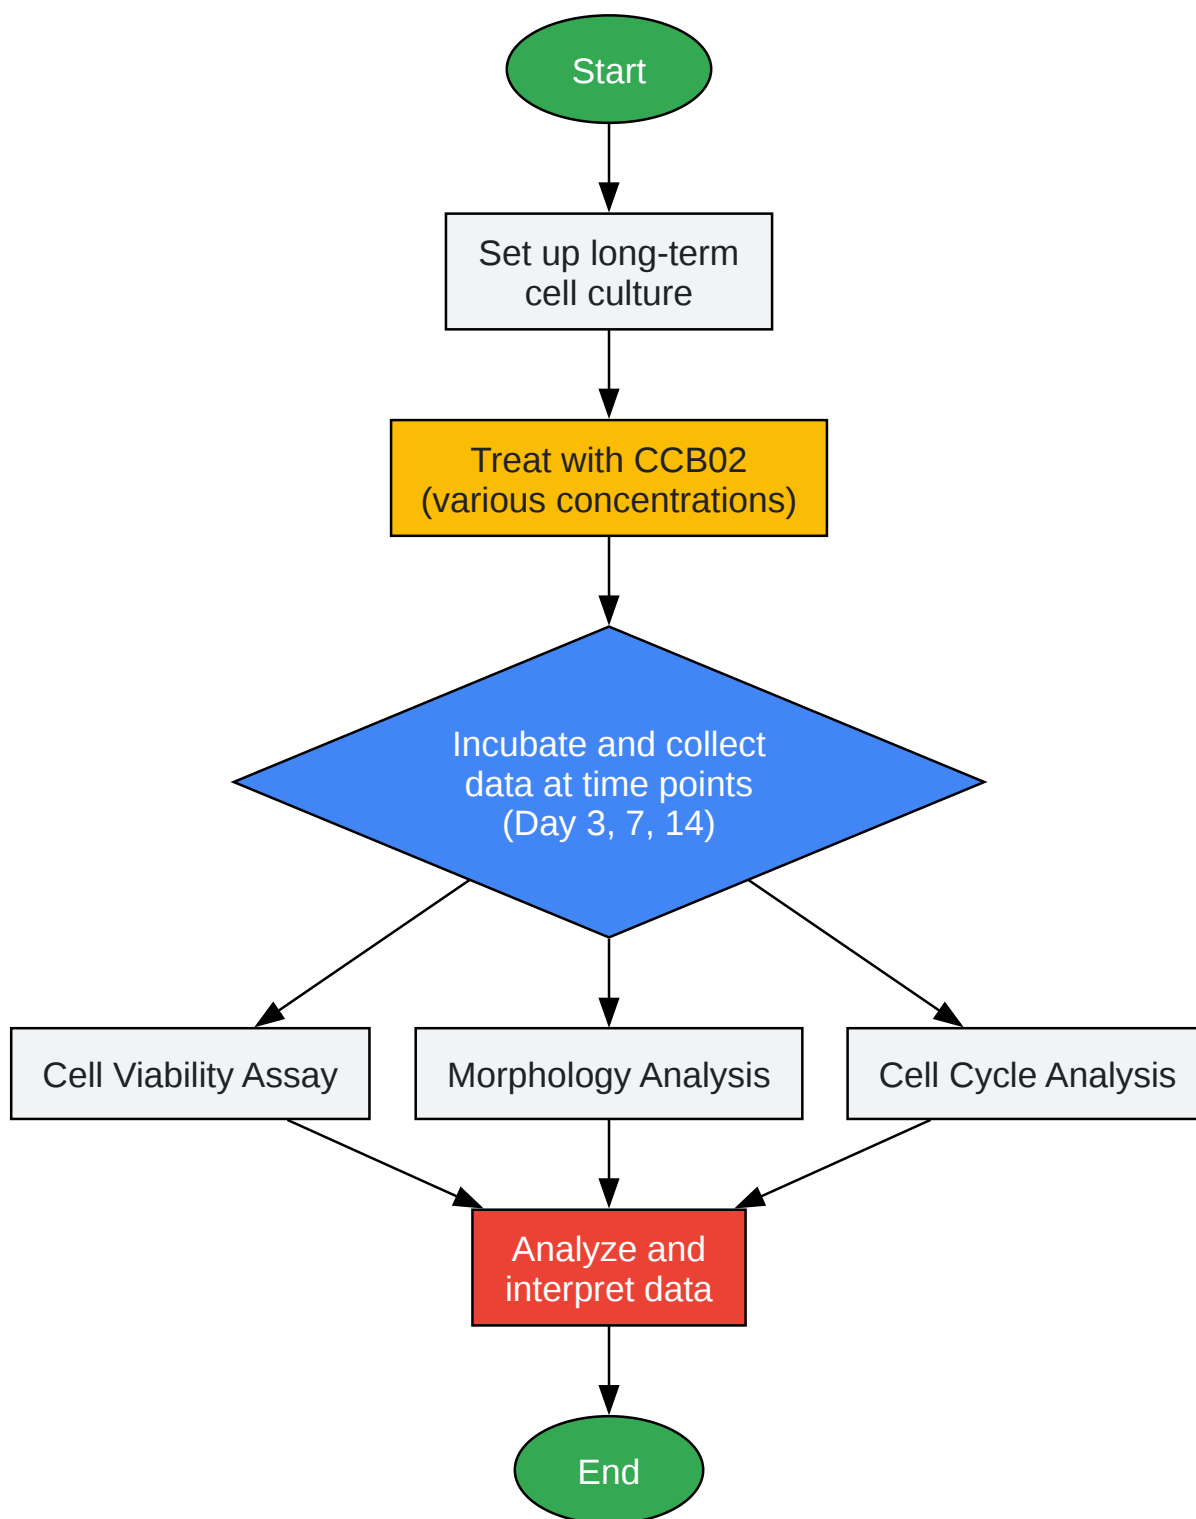 Start
Set up long-term
cell culture
Treat with CCB02
(various concentrations)
Incubate and collect
data at time points
(Day 3, 7, 14)
Cell Viability Assay
Morphology Analysis
Cell Cycle Analysis
Analyze and
interpret data
End